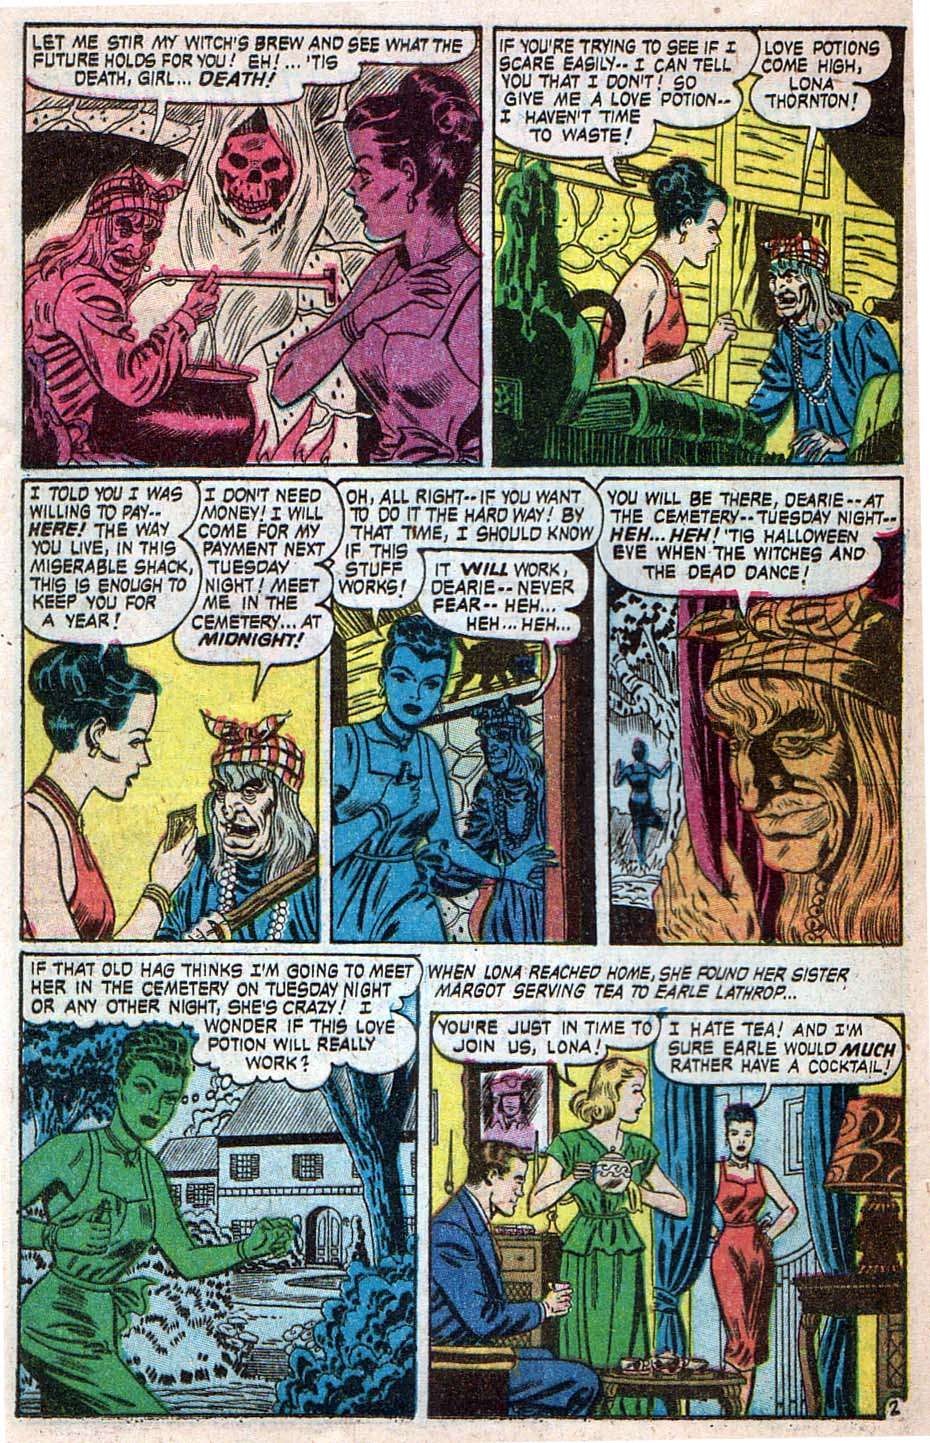 LET ME STIR MY WITCH'S BREW AND SEE WHAT THE
FUTURE HOLDS FOR YOU! EH!...'TIS
DEATH, GIRL... DEATH!
IF YOU'RE TRYING TO SEE IF I
SCARE EASILY-- I CAN TELL
YOU THAT I DON'T! SO
GIVE ME A LOVE POTION--
I HAVEN'T TIME
TO WASTE!
LOVE POTIONS
COME HIGH,
LONA
THORNTON!
I TOLD YOU I WAS
WILLING TO PAY--
HERE! THE WAY
YOU LIVE, IN THIS
MISERABLE SHACK,
THIS IS ENOUGH TO
KEEP YOU FOR
A YEAR!
I DON'T NEED
MONEY! I WILL
COME FOR MY
PAYMENT NEXT
TUESDAY
NIGHT! MEET
ME IN THE
CEMETERY... AT
MIDNIGHT!
OH, ALL RIGHT-- IF YOU WANT
TO DO IT THE HARD WAY! BY
THAT TIME, I SHOULD KNOW
IF THIS
STUFF
WORKS!
IT WILL WORK,
DEARIE-- NEVER
FEAR-- HEH...
HEH... HEH...
YOU WILL BE THERE, DEARIE-- AT
THE CEMETERY-- TUESDAY NIGHT--
HEH... HEH! 'TIS HALLOWEEN
EVE WHEN THE WITCHES AND
THE DEAD DANCE!
IF THAT OLD HAG THINKS I'M GOING TO MEET
HER IN THE CEMETERY ON TUESDAY NIGHT
OR ANY OTHER NIGHT, SHE'S CRAZY! I
WONDER IF THIS LOVE
POTION WILL REALLY
WORK?
WHEN LONA REACHED HOME, SHE FOUND HER SISTER
MARGOT SERVING TEA TO EARLE LATHROP...
YOU'RE JUST IN TIME TO
JOIN US, LONA!
I HATE TEA! AND I'M
SURE EARLE WOULD MUCH
RATHER HAVE A COCKTAIL!
2